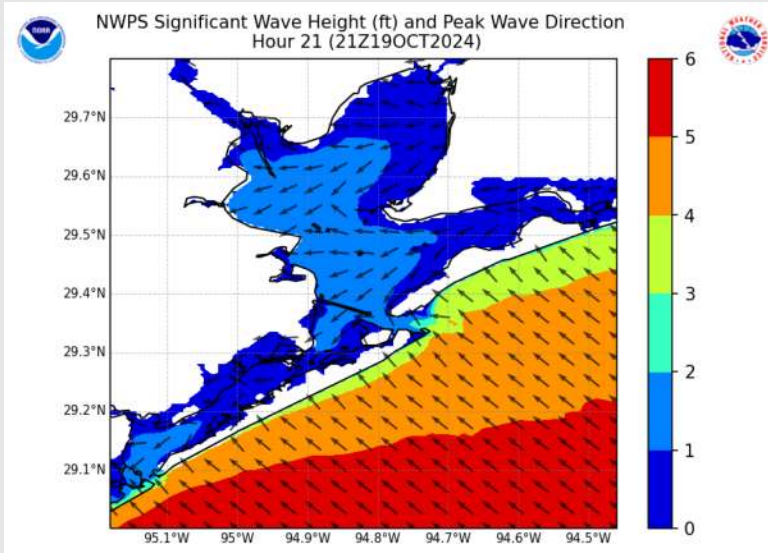 NWPS Significant Wave Height (ft) and Peak Wave Direction
Hour 21 (21Z19OCT2024)
NOAA
29.7°N
29.6°N
29.5°N
29.4°N
29.3°N
29.2°N
29.1°N
95.1°W 95°W 94.9°W 94.8°W 94.7°W 94.6°W 94.5°W
6
5
4
3
2
1
0